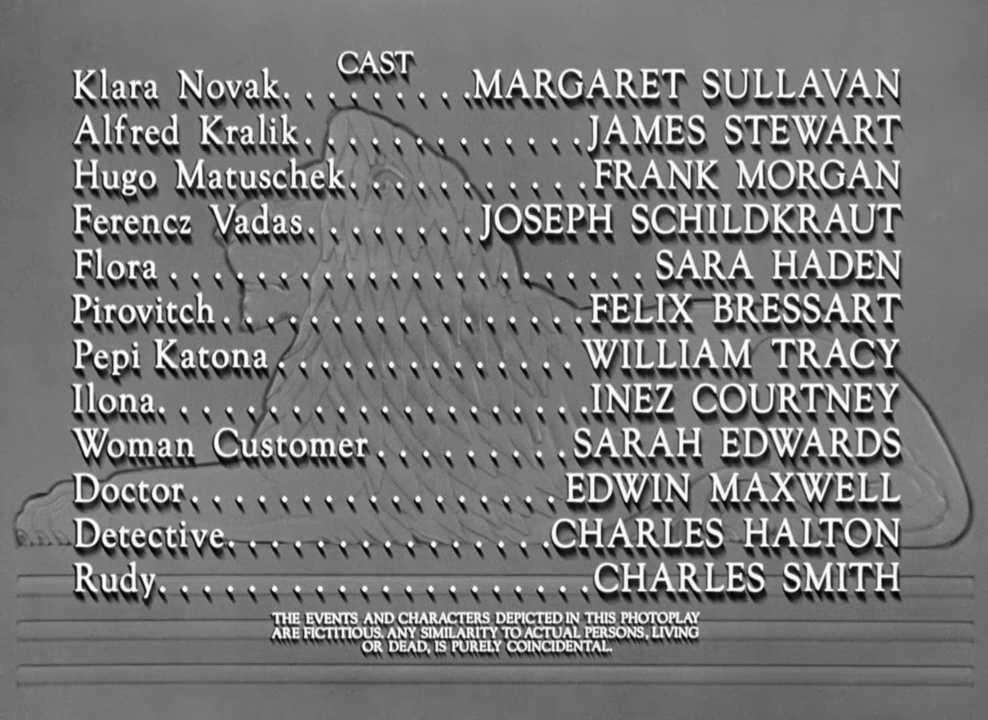 CAST
Klara Novak. . . . . . . . .MARGARET SULLAVAN
Alfred Kralik. . . . . . . . . . . . .JAMES STEWART
Hugo Matuschek. . . . . . . . . . .FRANK MORGAN
Ferencz Vadas. . . . . . . .JOSEPH SCHILDKRAUT
Flora . . . . . . . . . . . . . . . . . . . . . SARA HADEN
Pirovitch. . . . . . . . . . . . . . . . .FELIX BRESSART
Pepi Katona . . . . . . . . . . . . . . WILLIAM TRACY
Ilona. . . . . . . . . . . . . . . . . . . .INEZ COURTNEY
Woman Customer . . . . . . . . .SARAH EDWARDS
Doctor. . . . . . . . . . . . . . . . . EDWIN MAXWELL
Detective. . . . . . . . . . . . . . .CHARLES HALTON
Rudy. . . . . . . . . . . . . . . . . . . .CHARLES SMITH
THE EVENTS AND CHARACTERS DEPICTED IN THIS PHOTOPLAY
ARE FICTITIOUS. ANY SIMILARITY TO ACTUAL PERSONS, LIVING
OR DEAD, IS PURELY COINCIDENTAL.